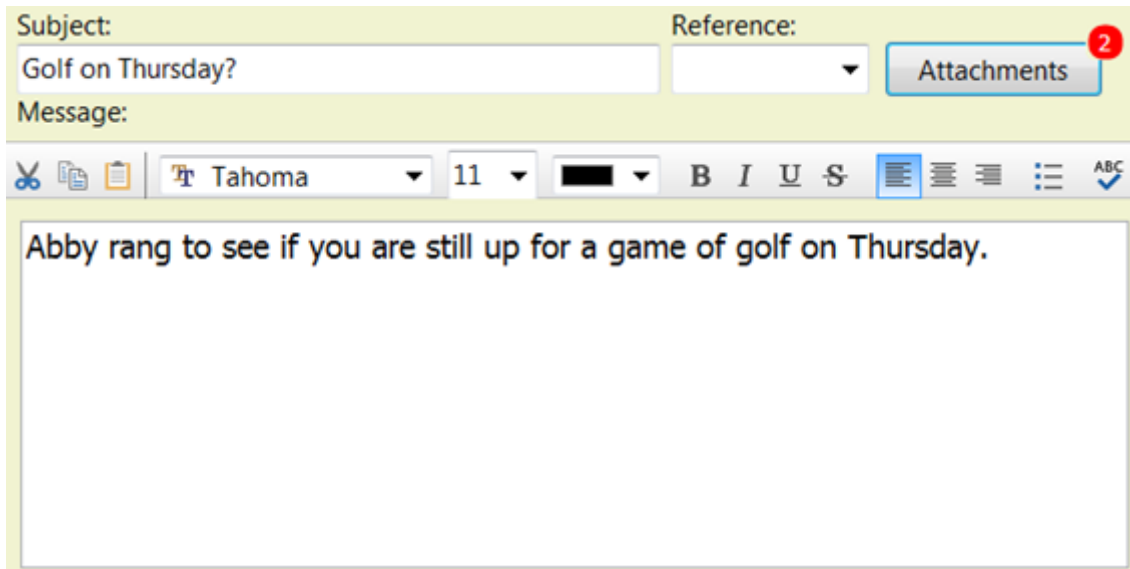 Subject:
Reference:
2
Golf on Thursday?
Attachments
Message:
Tahoma
11
B I U S
ABC
Abby rang to see if you are still up for a game of golf on Thursday.